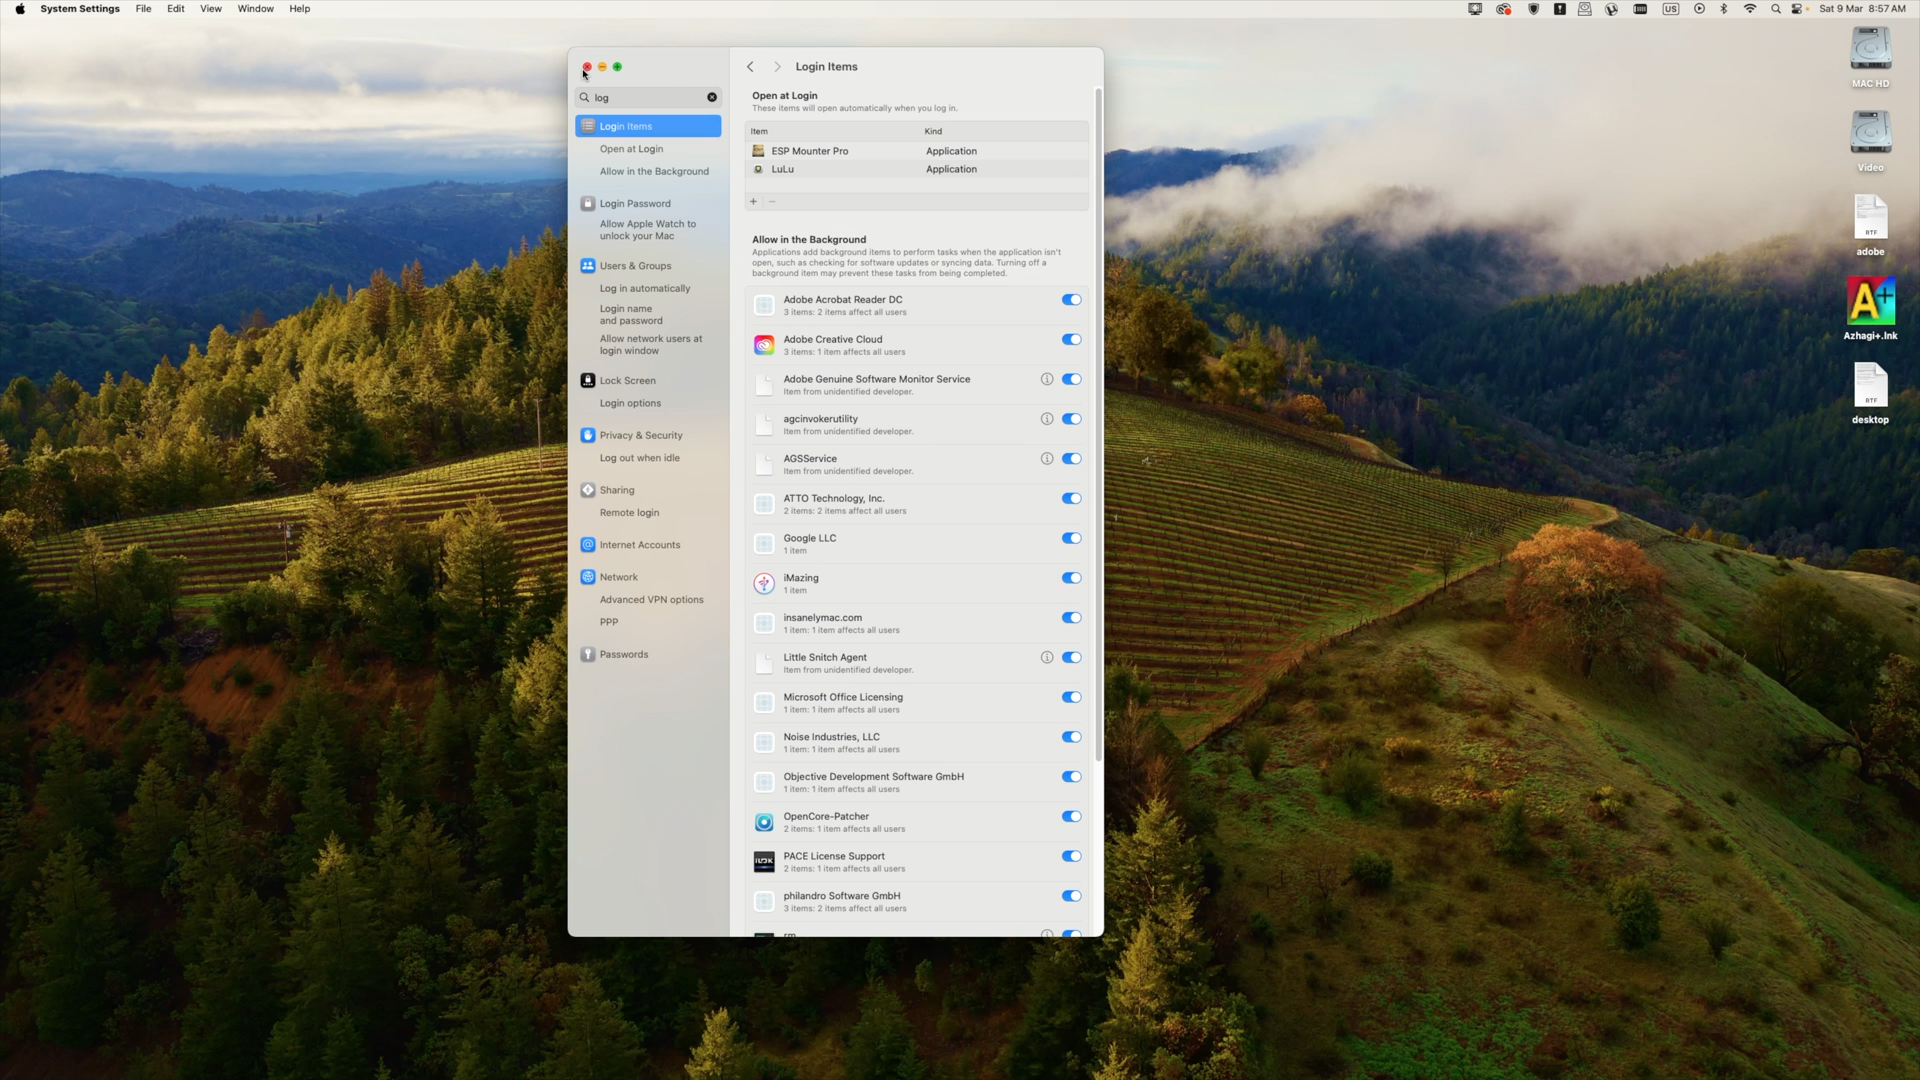 System Settings File Edit View Window Help
US Sat 9 Mar 8:57 AM
log
Login Items
Open at Login
Allow in the Background
Login Password
Allow Apple Watch to
unlock your Mac
Users & Groups
Log in automatically
Login name
and password
Allow network users at
login window
Lock Screen
Login options
Privacy & Security
Log out when idle
Sharing
Remote login
Internet Accounts
Network
Advanced VPN options
PPP
Passwords
Login Items
Open at Login
These items will open automatically when you log in.
Item Kind
ESP Mounter Pro Application
LuLu Application
Allow in the Background
Applications add background items to perform tasks when the application isn't
open, such as checking for software updates or syncing data. Turning off a
background item may prevent these tasks from being completed.
Adobe Acrobat Reader DC
3 items: 2 items affect all users
Adobe Creative Cloud
3 items: 1 item affects all users
Adobe Genuine Software Monitor Service
Item from unidentified developer.
agcinvokerutility
Item from unidentified developer.
AGSService
Item from unidentified developer.
ATTO Technology, Inc.
2 items: 2 items affect all users
Google LLC
1 item
iMazing
1 item
insanelymac.com
1 item: 1 item affects all users
Little Snitch Agent
Item from unidentified developer.
Microsoft Office Licensing
1 item: 1 item affects all users
Noise Industries, LLC
1 item: 1 item affects all users
Objective Development Software GmbH
1 item: 1 item affects all users
OpenCore-Patcher
2 items: 1 item affects all users
PACE License Support
2 items: 1 item affects all users
philandro Software GmbH
3 items: 2 items affect all users
MAC HD
Video
RTF
adobe
A+
Azhagi+.lnk
RTF
desktop